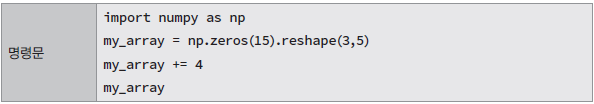 import numpy as np
my_array = np.zeros(15).reshape(3,5)
명령문
my_array += 4
my_array